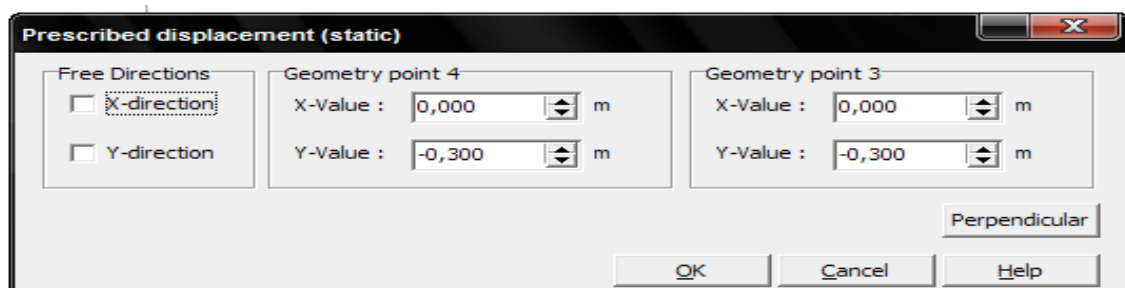 Prescribed displacement (static)
Free Directions
X-direction
Y-direction
Geometry point 4
X-Value : 0,000 m
Y-Value : -0,300 m
Geometry point 3
X-Value : 0,000 m
Y-Value : -0,300 m
Perpendicular
OK Cancel Help